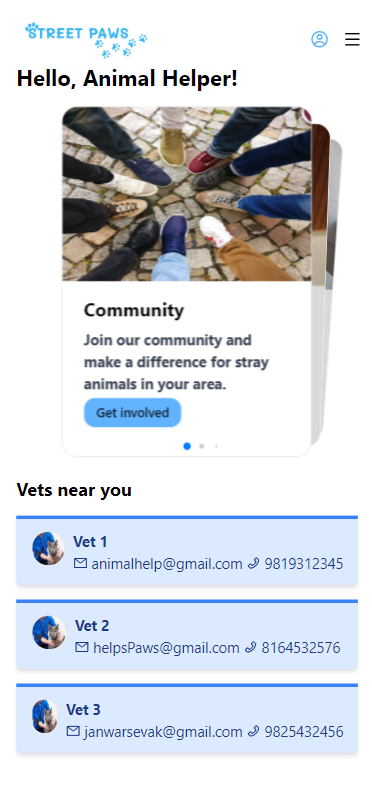 STREET PAWS
Hello, Animal Helper!
Community
Join our community and
make a difference for stray
animals in your area.
Get involved
Vets near you
Vet 1
animalhelp@gmail.com 9819312345
Vet 2
helpsPaws@gmail.com 8164532576
Vet 3
janwarsevak@gmail.com 9825432456